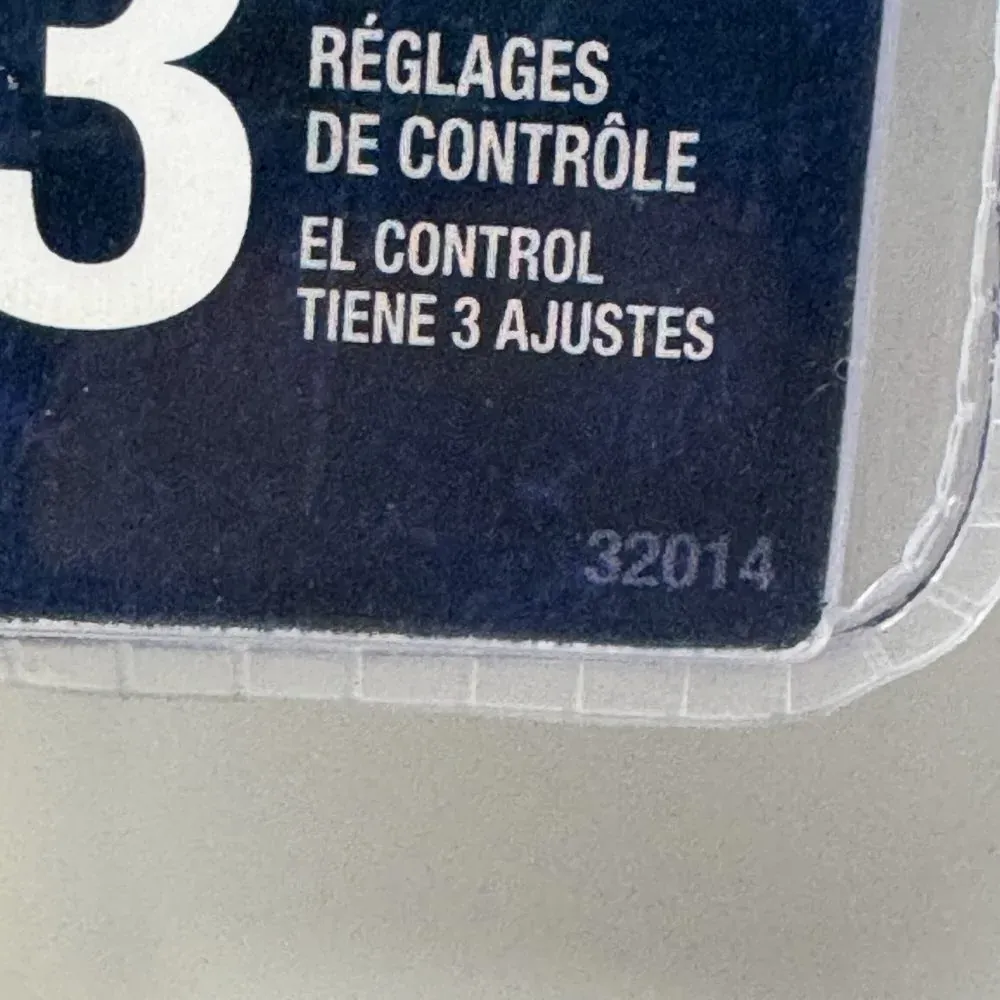 3
RÉGLAGES
DE CONTRÔLE
EL CONTROL
TIENE 3 AJUSTES
32014